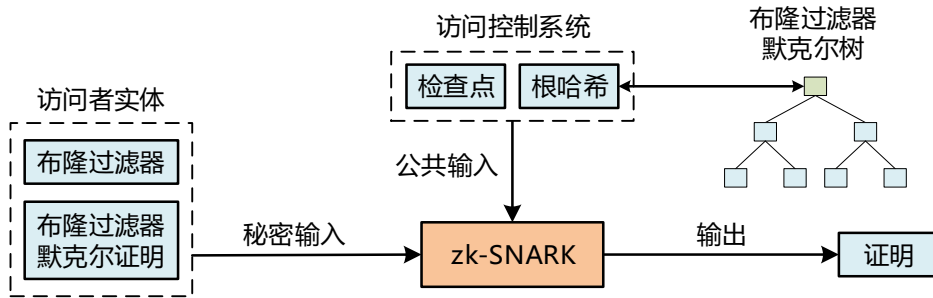 访问控制系统
布隆过滤器
默克尔树
检查点
根哈希
访问者实体
布隆过滤器
公共输入
布隆过滤器
默克尔证明
秘密输入
zk-SNARK
输出
证明